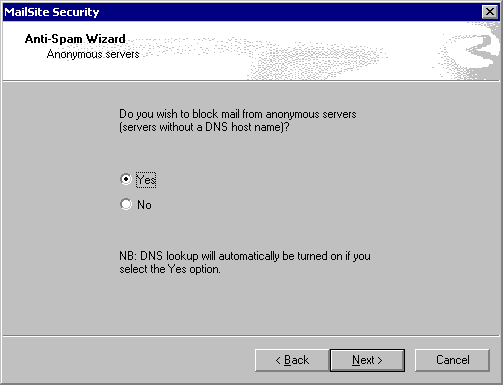 MailSite Security
Anti-Spam Wizard
Anonymous servers
Do you wish to block mail from anonymous servers
(servers without a DNS host name)?
Yes
No
NB: DNS lookup will automatically be turned on if you
select the Yes option.
< Back
Next >
Cancel